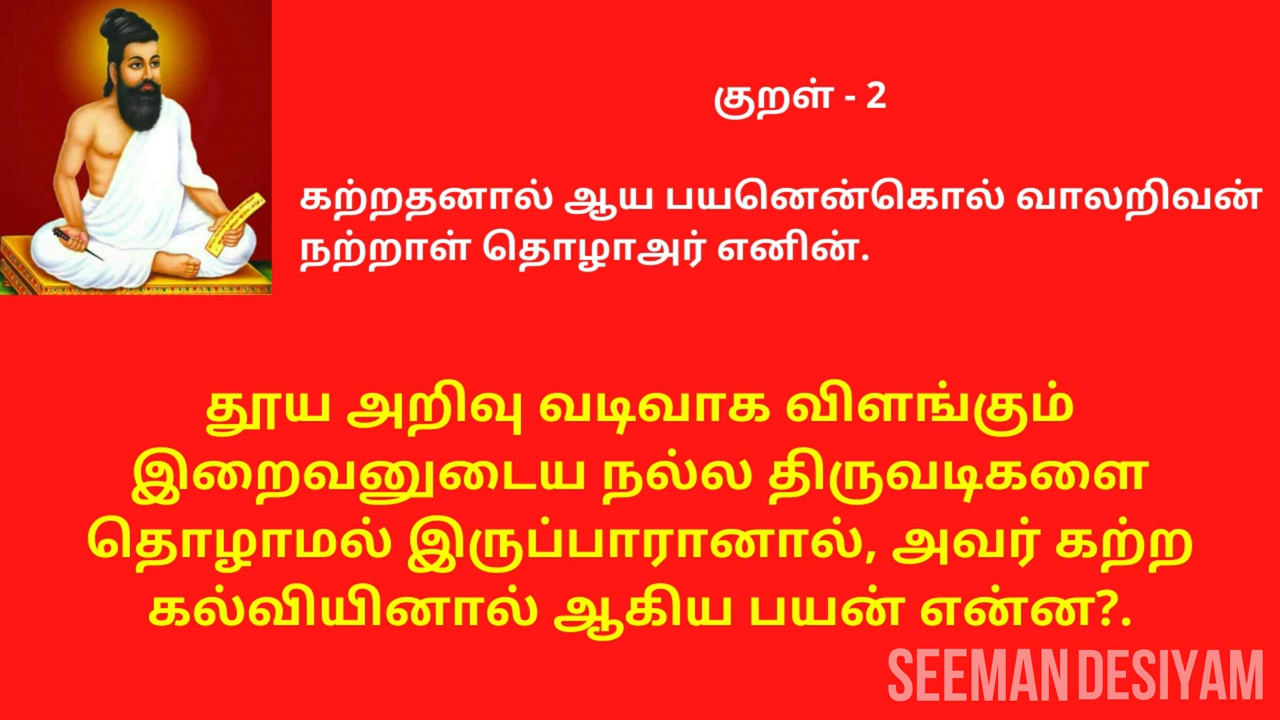 குறள் - 2
கற்றதனால் ஆய பயனென்கொல் வாலறிவன்
நற்றாள் தொழாஅர் எனின்.
தூய அறிவு வடிவாக விளங்கும்
இறைவனுடைய நல்ல திருவடிகளை
தொழாமல் இருப்பாரானால், அவர் கற்ற
கல்வியினால் ஆகிய பயன் என்ன?.
SEEMAN DESIYAM